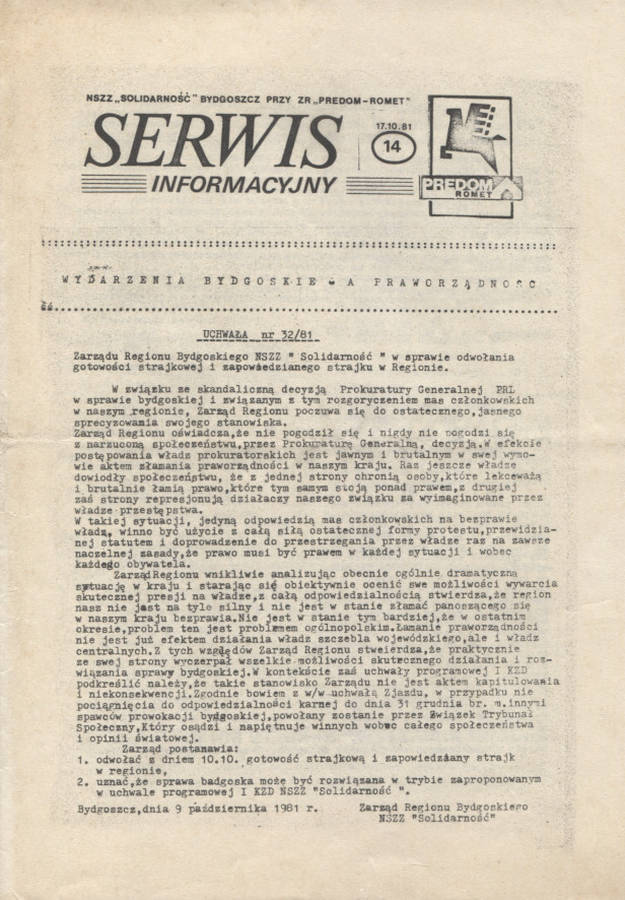 NSZZ „SOLIDARNOŚĆ" BYDGOSZCZ PRZY ZR „PREDOM-ROMET"
SERWIS
INFORMACYJNY
17.10.81
14
PREDOM
ROMET
WYDARZENIA BYDGOSKIE - A PRAWORZĄDNOŚĆ
UCHWAŁA nr 32/81
Zarządu Regionu Bydgoskiego NSZZ " Solidarność " w sprawie odwołania
gotowości strajkowej i zapowiedzianego strajku w Regionie.
W związku ze skandaliczną decyzją Prokuratury Generalnej PRL
w sprawie bydgoskiej i związanym z tym rozgoryczeniem mas członkowskich
w naszym regionie, Zarząd Regionu poczuwa się do ostatecznego,jasnego
sprecyzowania swojego stanowiska.
Zarząd Regionu oświadcza,że nie pogodził się i nigdy nie pogodzi się
z narzuconą społeczeństwu,przez Prokuraturę Generalną, decyzją.W efekcie
postępowania władz prokuratorskich jest jawnym i brutalnym w swej wymo-
wie aktem złamania praworządności w naszym kraju. Raz jeszcze władze
dowiodły społeczeństwu, że z jednej strony chronią osoby,które lekceważą
i brutalnie łamią prawo,które tym samym stoją ponad prawem,z drugiej
zaś strony represjonują działaczy naszego związku za wyimaginowane przez
władze przestępstwa.
W takiej sytuacji, jedyną odpowiedzią mas członkowskich na bezprawie
władz, winno być użycie z całą siłą ostatecznej formy protestu,przewidzia-
nej statutem i doprowadzenie do przestrzegania przez władze raz na zawsze
naczelnej zasady,że prawo musi być prawem w każdej sytuacji i wobec
każdego obywatela.
ZarządRegionu wnikliwie analizując obecnie ogólnie dramatyczną
sytuację w kraju i starając się obiektywnie ocenić swe możliwości wywarcia
skutecznej presji na władze,z całą odpowiedzialnością stwierdza,że region
nasz nie jest na tyle silny i nie jest w stanie złamać panoszącego się
w naszym kraju bezprawia.Nie jest w stanie tym bardziej,że w ostatnim
okresie,problem ten jest problemem ogólnopolskim.Łamanie praworządności
nie jest już efektem działania władz szczebla wojewódzkiego,ale i władz
centralnych.Z tych względów Zarząd Regionu stwierdza,że praktycznie
ze swej strony wyczerpał wszelkie możliwości skutecznego działania i roz-
wiązania sprawy bydgoskiej.W kontekście zaś uchwały programowej I KZD
podkreślić należy,że takie stanowisko Zarządu nie jest aktem kapitulowania
i niekonsekwencji.Zgodnie bowiem z w/w uchwałą Zjazdu, w przypadku nie
pociągnięcia do odpowiedzialności karnej do dnia 31 grudnia br. m.innymi
spawców prowokacji bydgoskiej,powołany zostanie przez Związek Trybunał
Społeczny,Który osądzi i napiętnuje winnych wobec całego społeczeństwa
i opinii światowej.
Zarząd postanawia:
1. odwołać z dniem 10.10. gotowość strajkową i zapowiedziany strajk
w regionie,
2. uznać,że sprawa badgoska może być rozwiązana w trybie zaproponowanym
w uchwale programowej I KZD NSZZ "Solidarność ".
Bydgoszcz,dnia 9 października 1981 r. Zarząd Regionu Bydgoskiego
NSZZ "Solidarność"